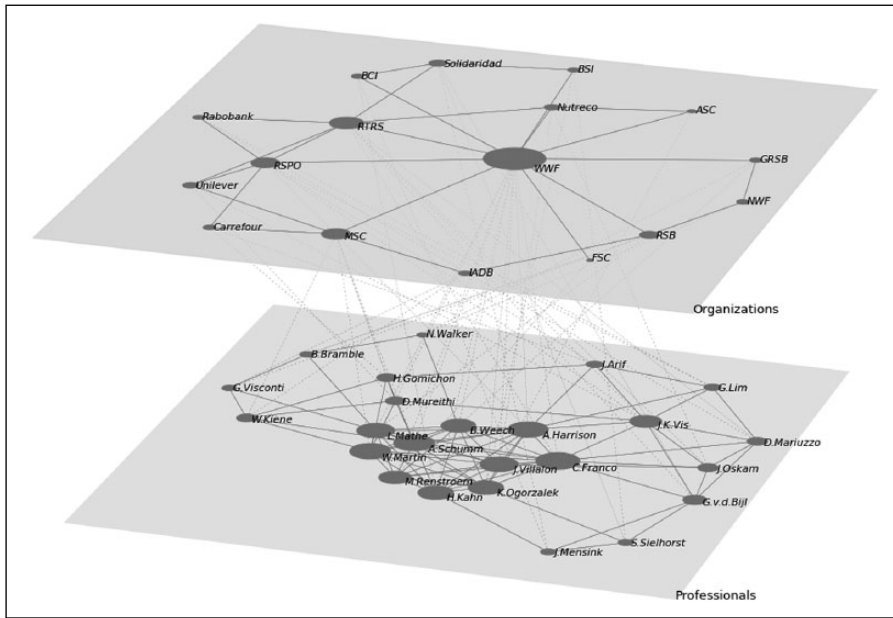 Solidaridad
BCI
BSI
Nutreco
ASC
Rabobank
RTRS
RSPO
WWF
GRSB
Unilever
NWF
Carrefour
MSC
RSB
FSC
IADB
Organizations
N.Walker
B.Bramble
J.Arif
H.Gomichon
G.Visconti
G.Lim
D.Mureithi
W.Kiene
J.K.Vis
B.Weech
L.Mathe
A.Harrison
D.Mariuzzo
A.Schumm
W.Martin
J.Villalon
C.Franco
J.Oskam
M.Renstroem
K.Ogorzalek
H.Kahn
G.v.d.Bijl
S.Sielhorst
J.Mensink
Professionals